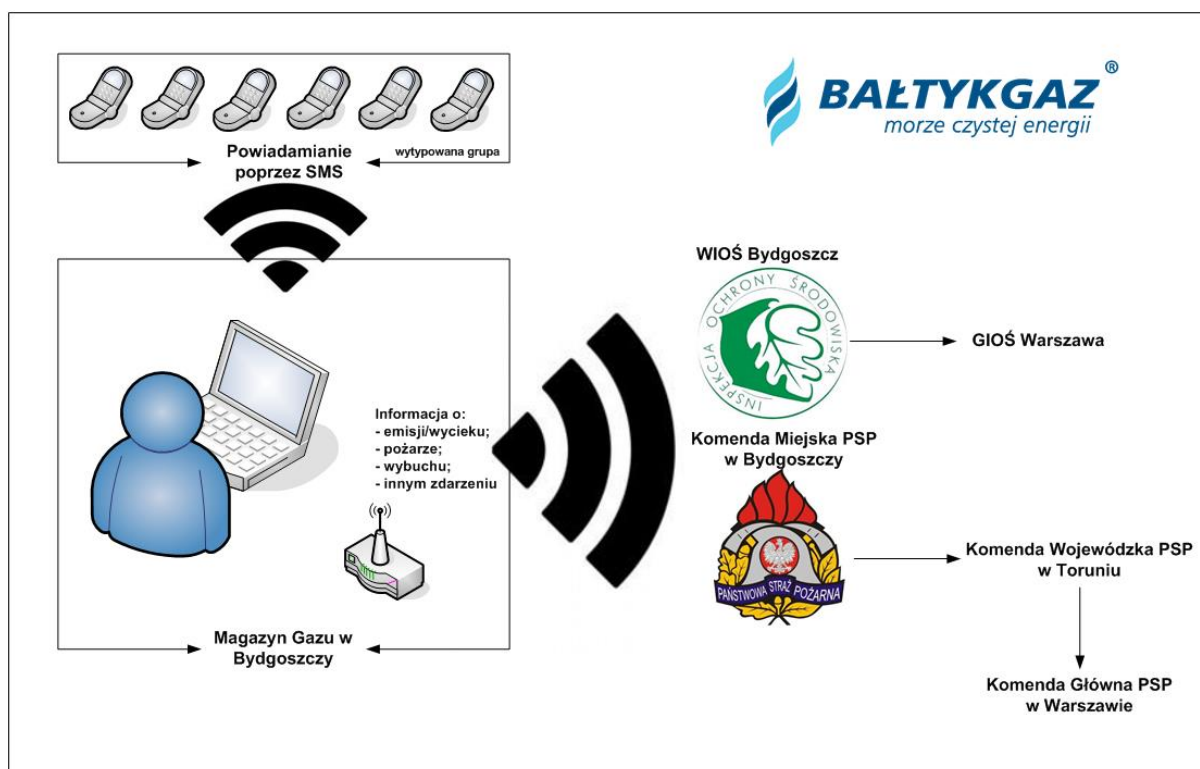 Powiadamianie
poprzez SMS
wytypowana grupa
BAŁTYKGAZ®
morze czystej energii
WIOŚ Bydgoszcz
INSPEKCJA OCHRONY ŚRODOWISKA
GIOŚ Warszawa
Informacja o:
- emisji/wycieku;
- pożarze;
- wybuchu;
- innym zdarzeniu
Komenda Miejska PSP
w Bydgoszczy
PAŃSTWOWA STRAŻ POŻARNA
Komenda Wojewódzka PSP
w Toruniu
Magazyn Gazu w
Bydgoszczy
Komenda Główna PSP
w Warszawie